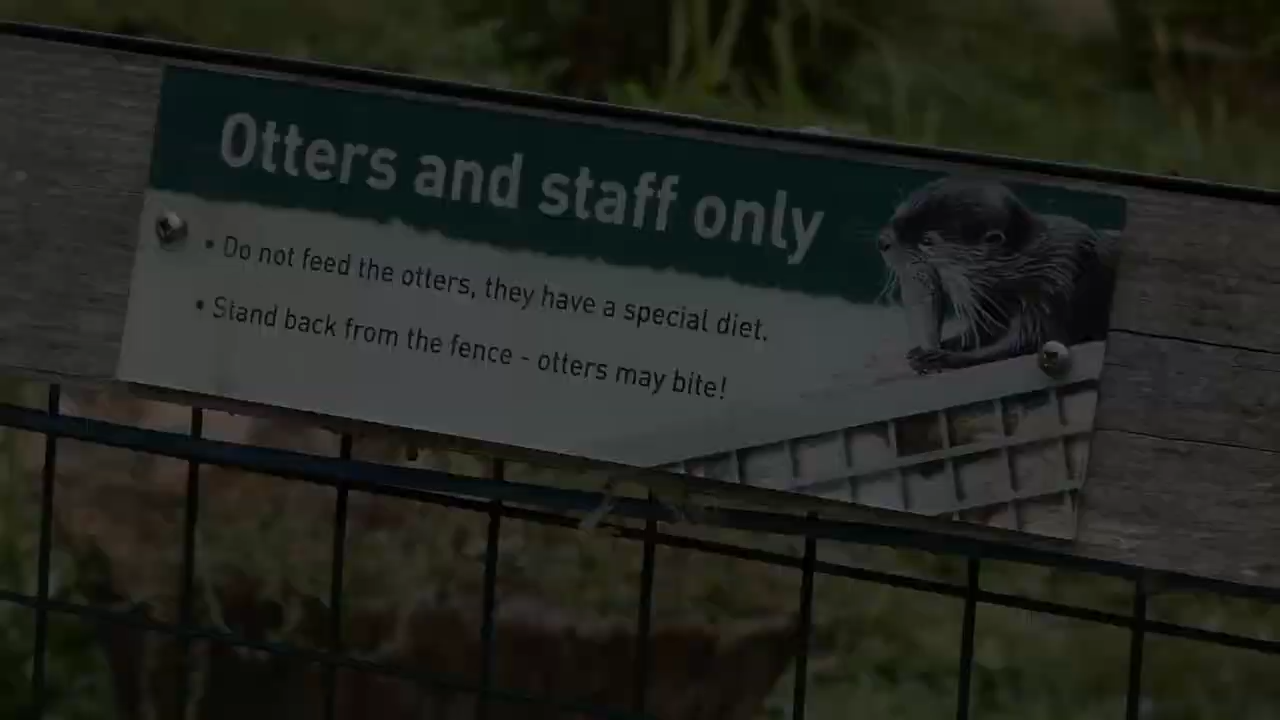 Otters and staff only
• Do not feed the otters, they have a special diet.
• Stand back from the fence - otters may bite!